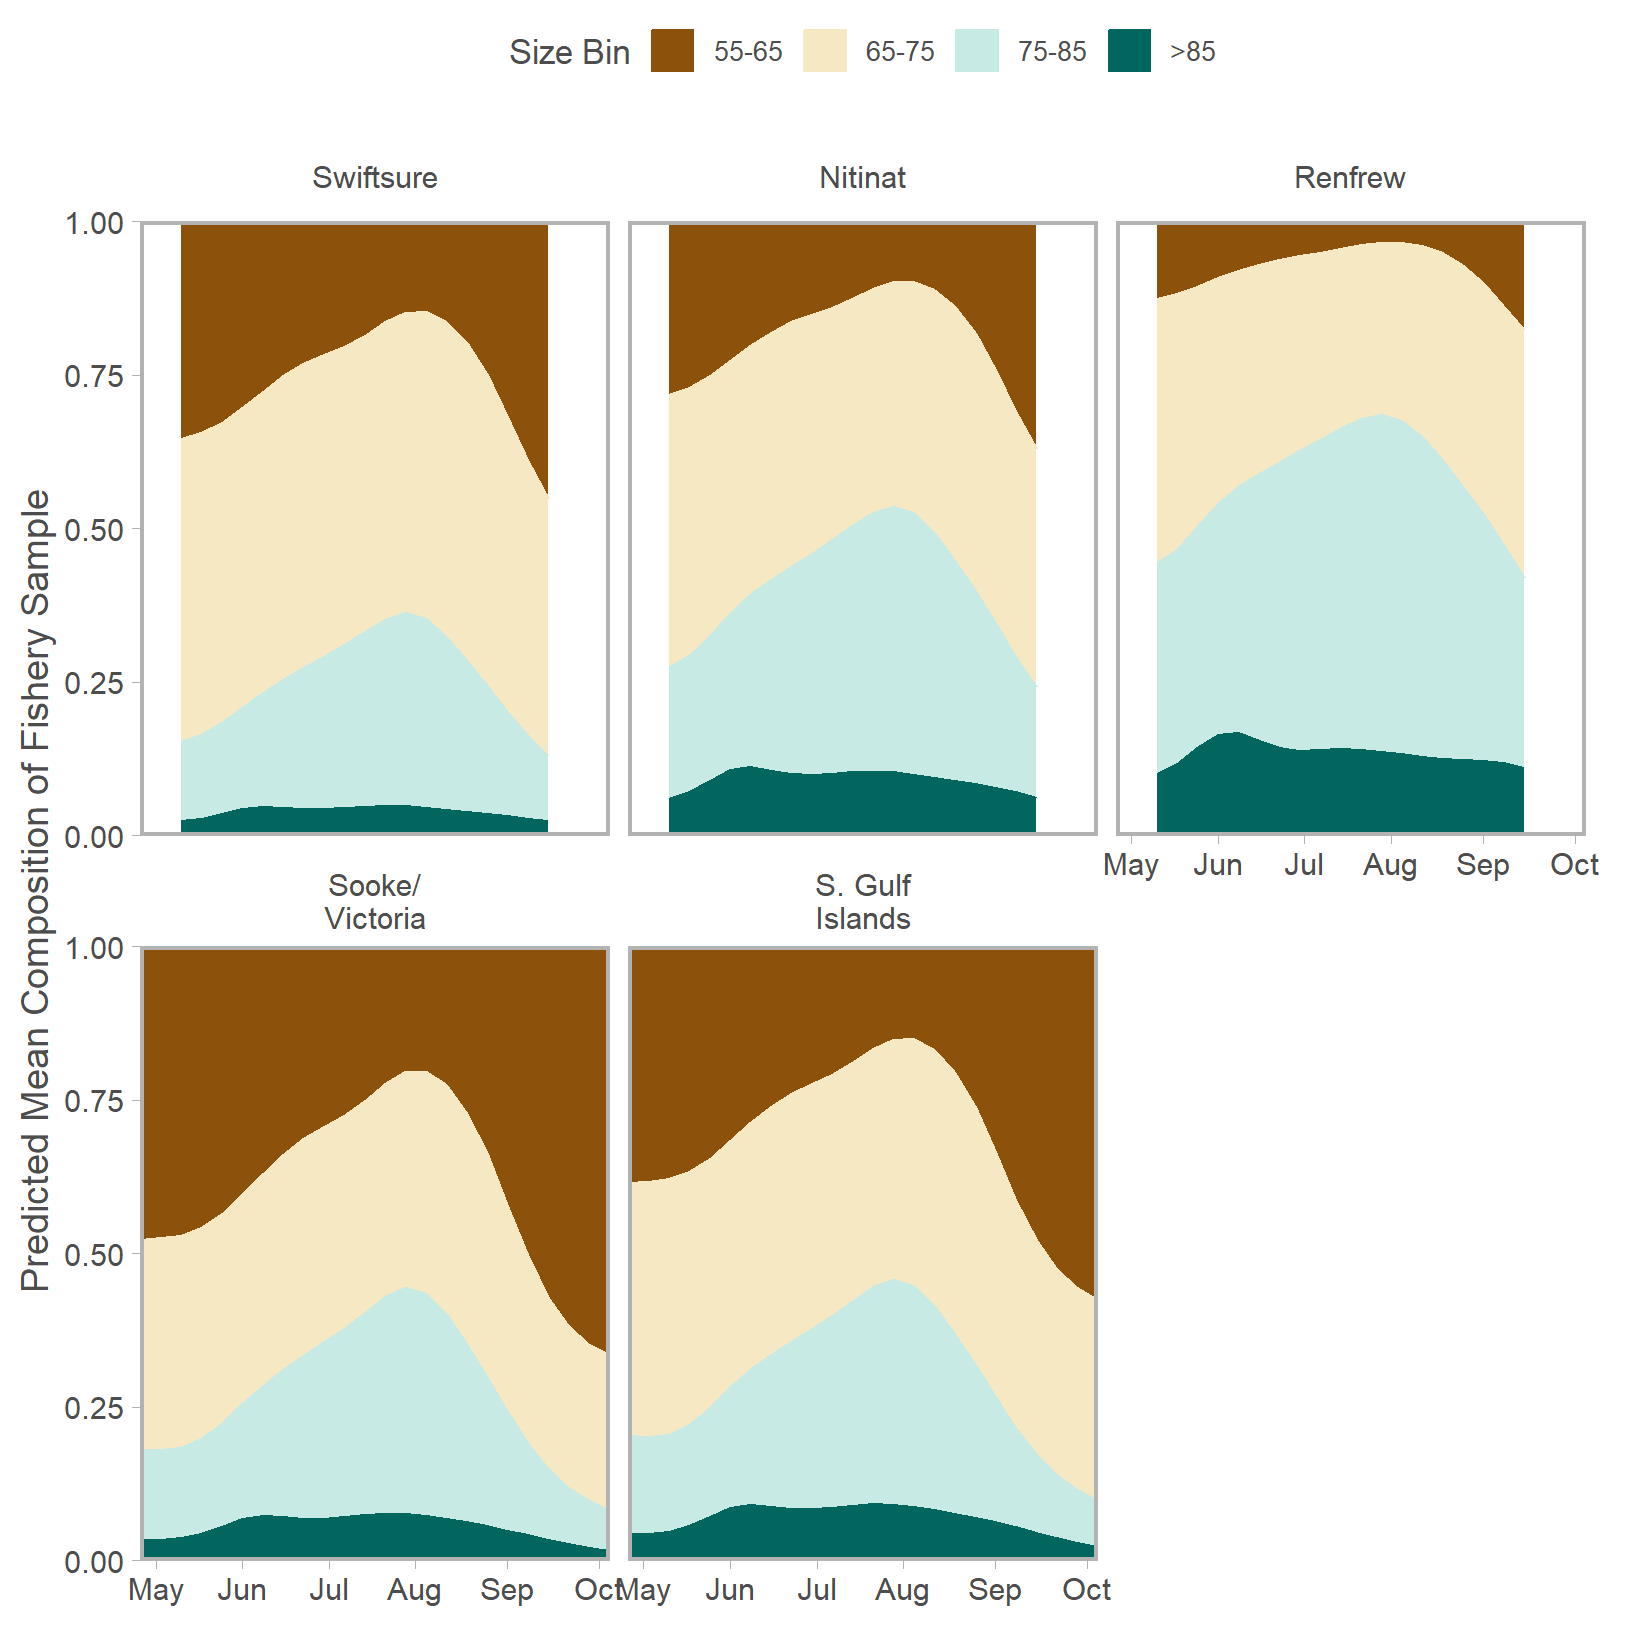 Size Bin 55-65 65-75 75-85 >85
Swiftsure Nitinat Renfrew
Predicted Mean Composition of Fishery Sample
1.00
0.75
0.50
0.25
0.00
May Jun Jul Aug Sep Oct
Sooke/
Victoria
S. Gulf
Islands
1.00
0.75
0.50
0.25
0.00
May Jun Jul Aug Sep Oct
May Jun Jul Aug Sep Oct